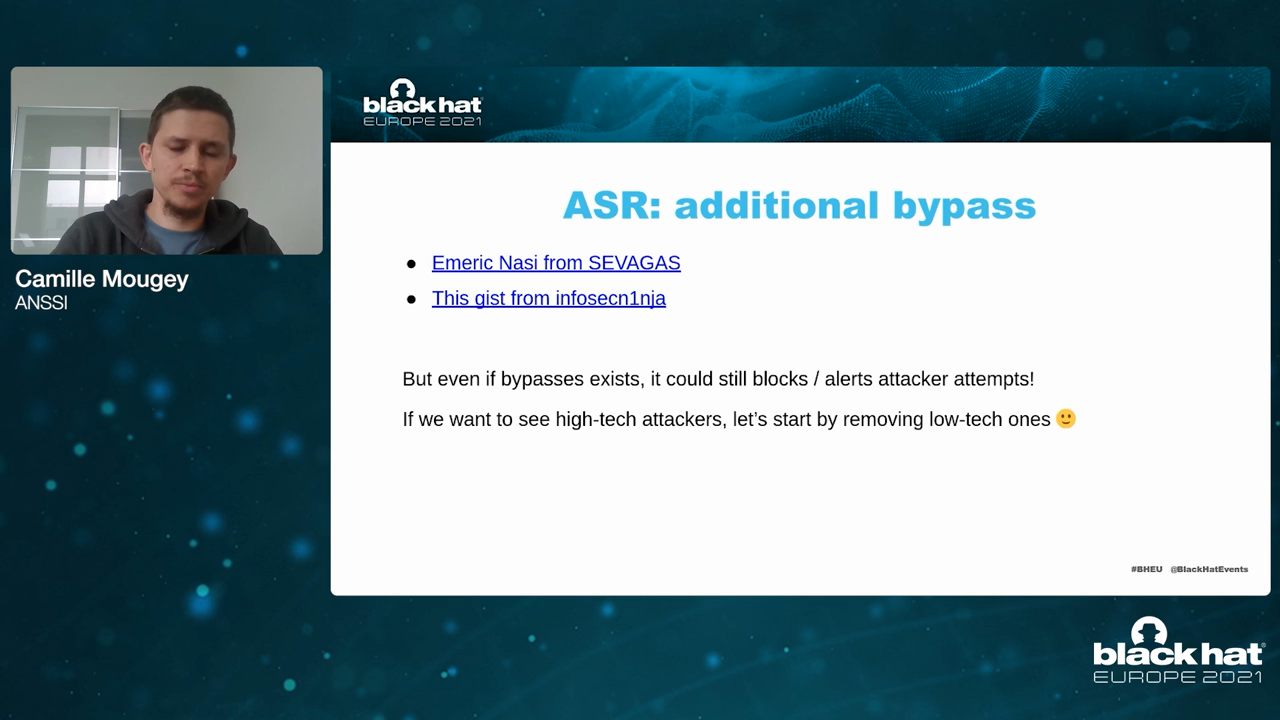 black hat
EUROPE 2021
Camille Mougey
ANSSI
ASR: additional bypass
● Emeric Nasi from SEVAGAS
● This gist from infosecn1nja
But even if bypasses exists, it could still blocks / alerts attacker attempts!
If we want to see high-tech attackers, let's start by removing low-tech ones 🙂
#BHEU @BlackHatEvents
black hat
EUROPE 2021